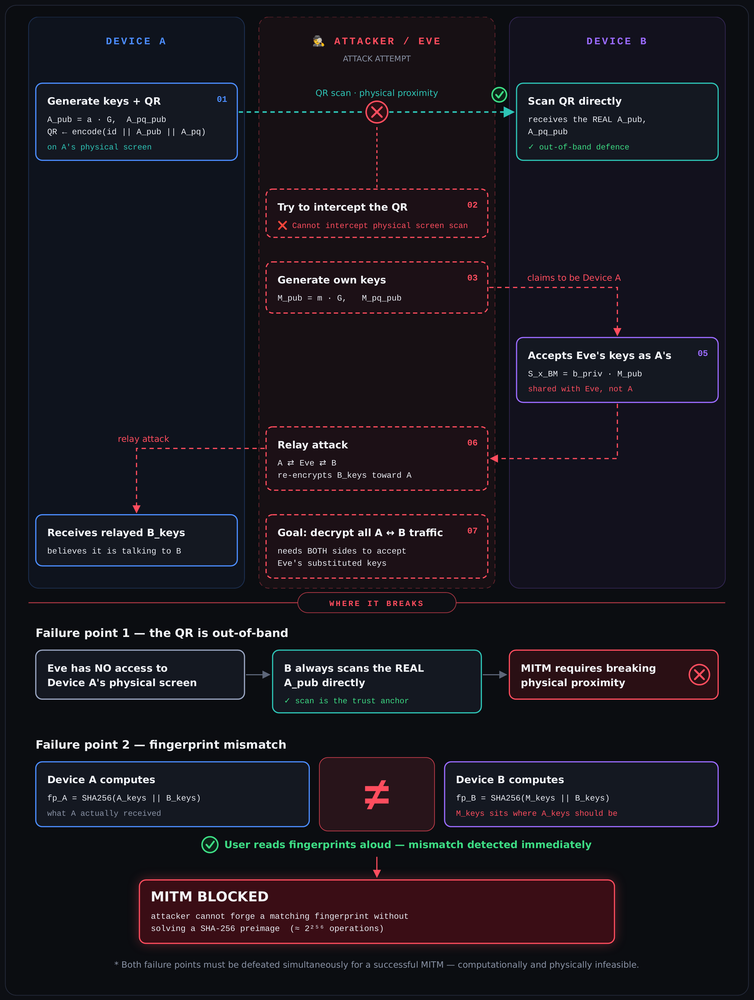 DEVICE A
🕵️ ATTACKER / EVE
ATTACK ATTEMPT
DEVICE B
Generate keys + QR
01
A_pub = a · G,  A_pq_pub
QR ← encode(id || A_pub || A_pq)
on A's physical screen
QR scan · physical proximity
Scan QR directly
receives the REAL A_pub,
A_pq_pub
✓ out-of-band defence
Try to intercept the QR
02
❌ Cannot intercept physical screen scan
Generate own keys
03
M_pub = m · G,   M_pq_pub
claims to be Device A
Accepts Eve's keys as A's
05
S_x_BM = b_priv · M_pub
shared with Eve, not A
relay attack
Relay attack
06
A ⇄ Eve ⇄ B
re-encrypts B_keys toward A
Receives relayed B_keys
believes it is talking to B
Goal: decrypt all A ↔ B traffic
07
needs BOTH sides to accept
Eve's substituted keys
WHERE IT BREAKS
Failure point 1 — the QR is out-of-band
Eve has NO access to
Device A's physical screen
B always scans the REAL
A_pub directly
✓ scan is the trust anchor
MITM requires breaking
physical proximity
Failure point 2 — fingerprint mismatch
Device A computes
fp_A = SHA256(A_keys || B_keys)
what A actually received
≠
Device B computes
fp_B = SHA256(M_keys || B_keys)
M_keys sits where A_keys should be
User reads fingerprints aloud — mismatch detected immediately
MITM BLOCKED
attacker cannot forge a matching fingerprint without
solving a SHA-256 preimage  (≈ 2²⁵⁶ operations)
* Both failure points must be defeated simultaneously for a successful MITM — computationally and physically infeasible.